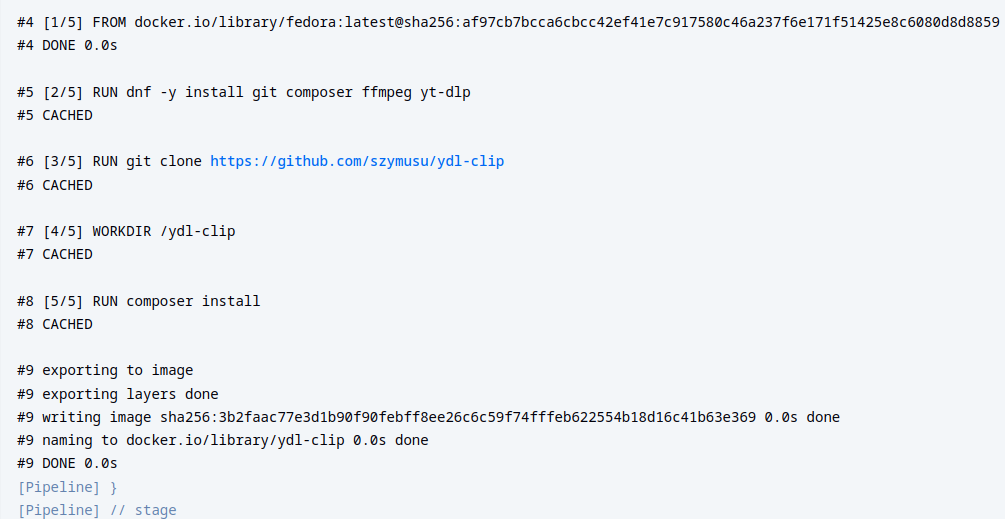 #4 [1/5] FROM docker.io/library/fedora:latest@sha256:af97cb7bcca6cbcc42ef41e7c917580c46a237f6e171f51425e8c6080d8d8859
#4 DONE 0.0s
#5 [2/5] RUN dnf -y install git composer ffmpeg yt-dlp
#5 CACHED
#6 [3/5] RUN git clone https://github.com/szymusu/ydl-clip
#6 CACHED
#7 [4/5] WORKDIR /ydl-clip
#7 CACHED
#8 [5/5] RUN composer install
#8 CACHED
#9 exporting to image
#9 exporting layers done
#9 writing image sha256:3b2faac77e3d1b90f90febff8ee26c6c59f74fffeb622554b18d16c41b63e369 0.0s done
#9 naming to docker.io/library/ydl-clip 0.0s done
#9 DONE 0.0s
[Pipeline] }
[Pipeline] // stage